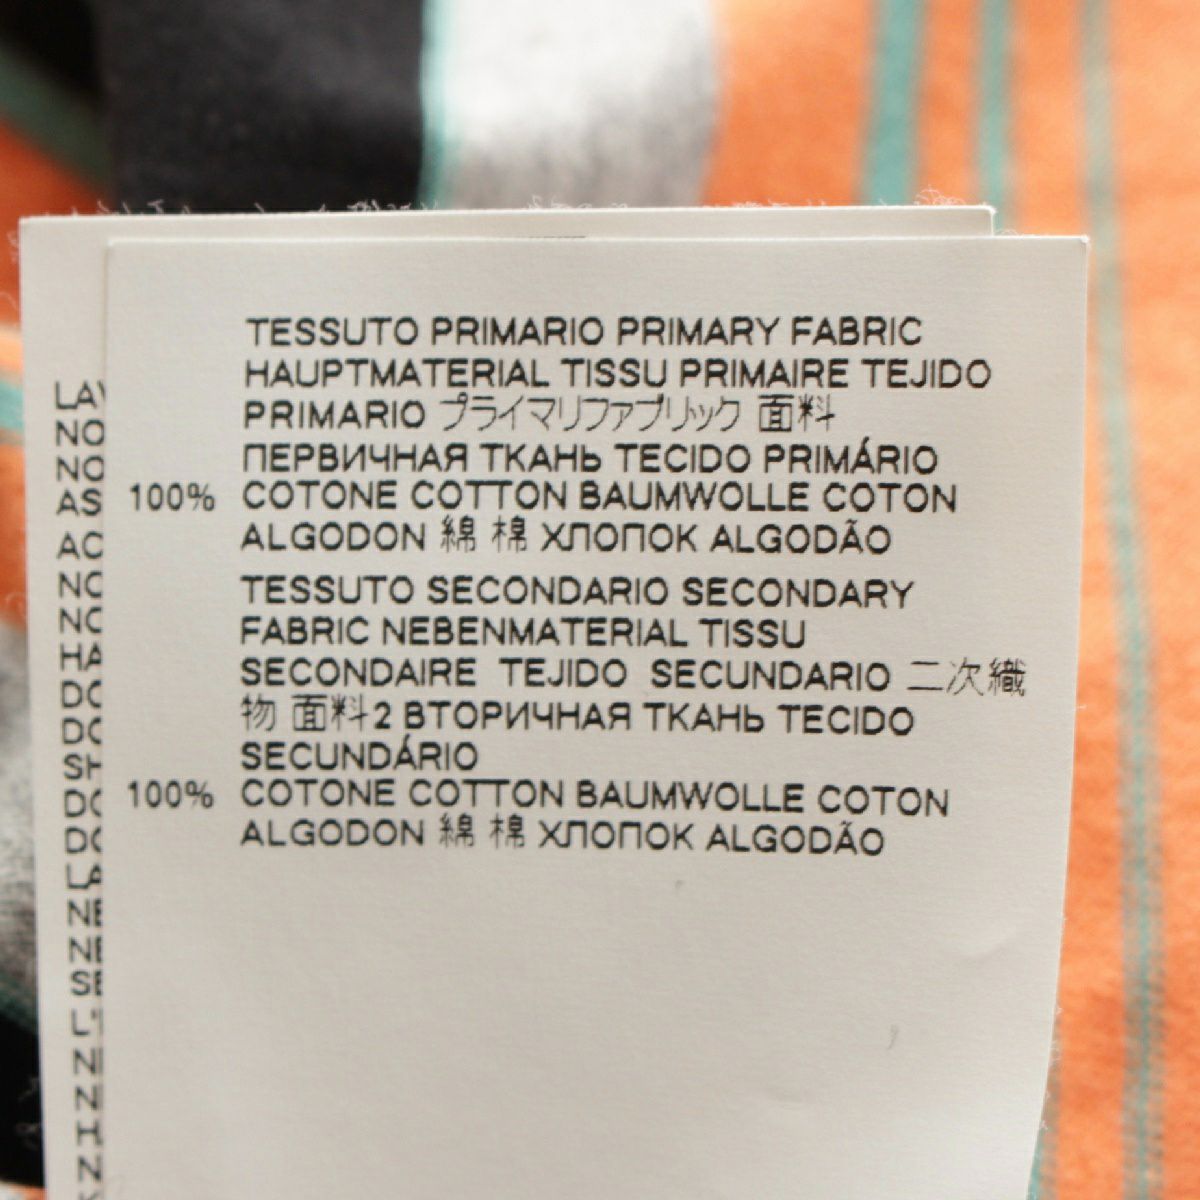 TESSUTO PRIMARIO PRIMARY FABRIC
HAUPTMATERIAL TISSU PRIMAIRE TEJIDO
PRIMARIO プライマリファブリック 面料
ПЕРВИЧНАЯ ТКАНЬ TECIDO PRIMÁRIO
100% COTONE COTTON BAUMWOLLE COTON
ALGODON 綿 棉 ХЛОПОК ALGODÃO
TESSUTO SECONDARIO SECONDARY
FABRIC NEBENMATERIAL TISSU
SECONDAIRE TEJIDO SECUNDARIO 二次織
物 面料2 ВТОРИЧНАЯ ТКАНЬ TECIDO
SECUNDÁRIO
100% COTONE COTTON BAUMWOLLE COTON
ALGODON 綿 棉 ХЛОПОК ALGODÃO